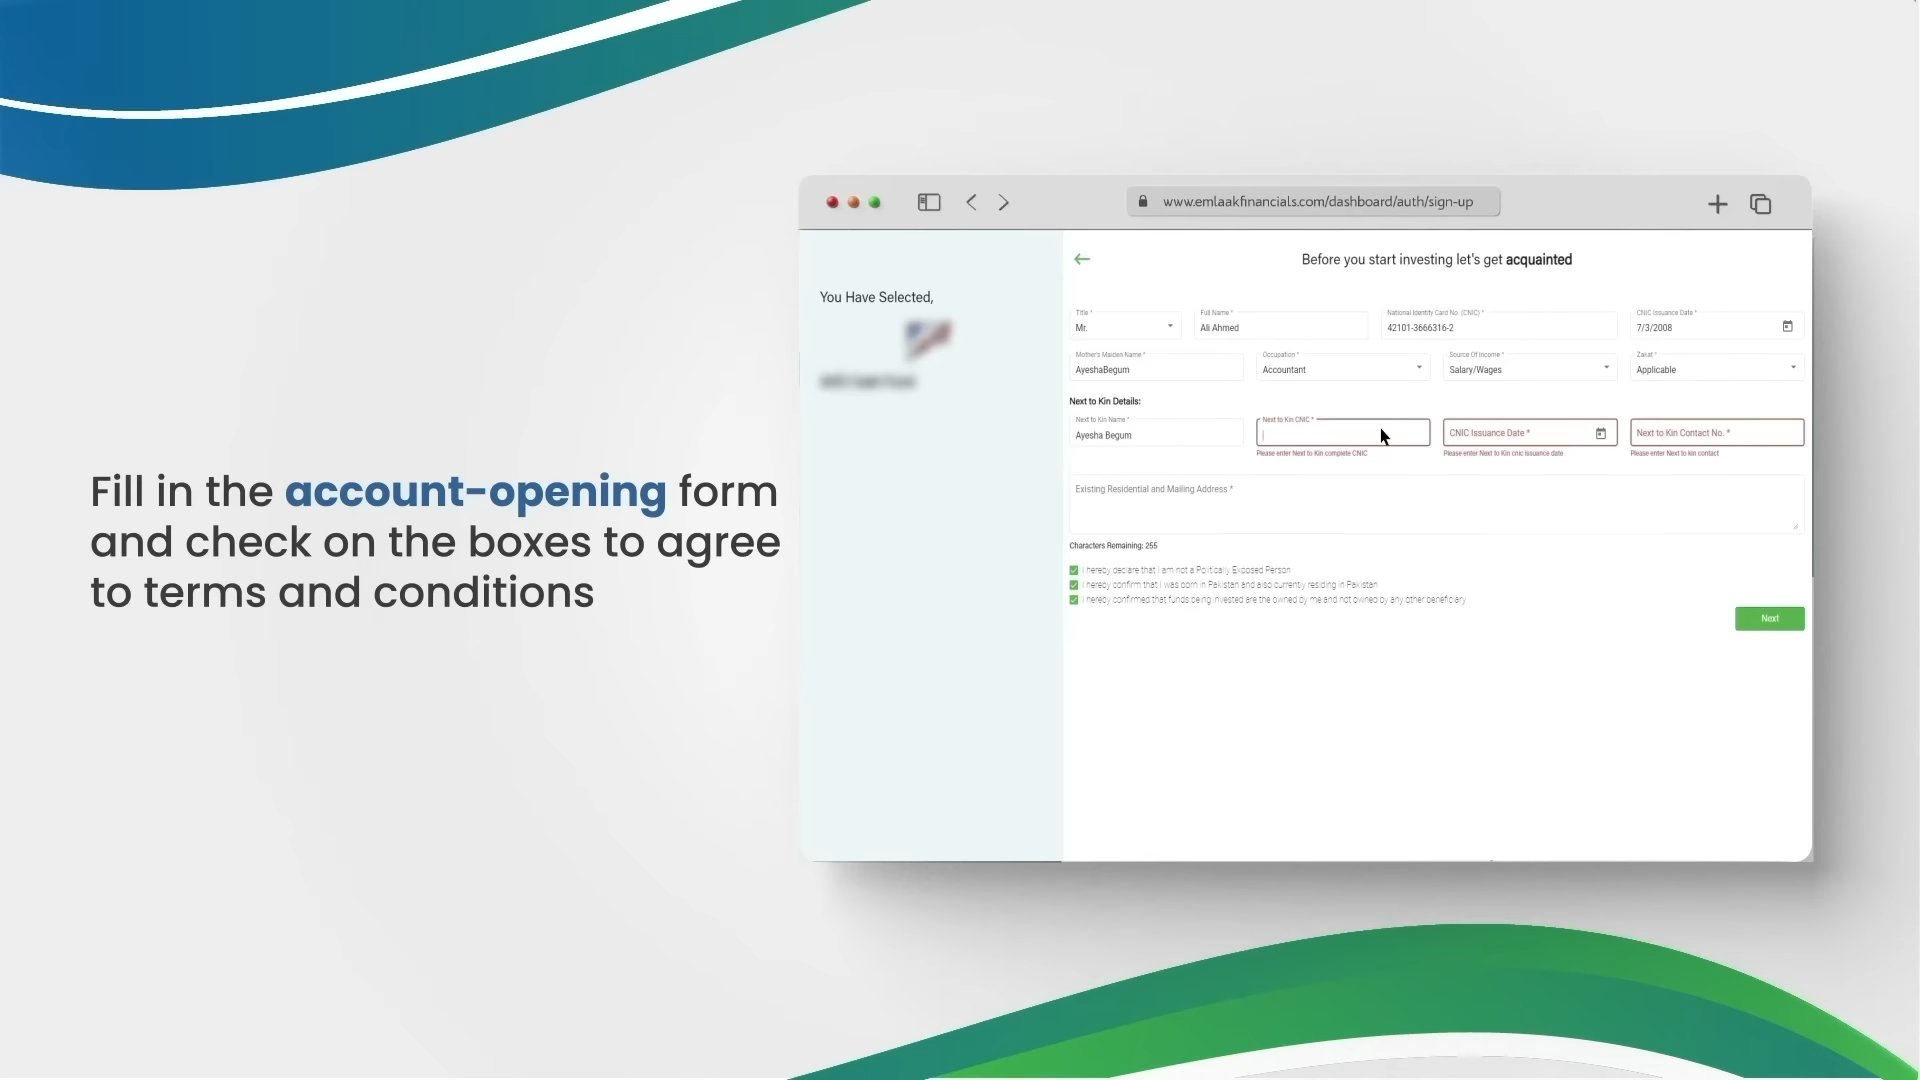 www.emlaakfinancials.com/dashboard/auth/sign-up
Before you start investing let's get acquainted
You Have Selected,
Title *
Mr.
Full Name *
Ali Ahmed
National Identity Card No. (CNIC) *
42101-3666316-2
CNIC Issuance Date *
7/3/2008
Mother's Maiden Name *
AyeshaBegum
Occupation *
Accountant
Source Of Income *
Salary/Wages
Zakat *
Applicable
Next to Kin Details:
Next to Kin Name *
Ayesha Begum
Next to Kin CNIC *
Please enter Next to Kin complete CNIC
CNIC Issuance Date *
Please enter Next to Kin cnic issuance date
Next to Kin Contact No. *
Please enter Next to kin contact
Existing Residential and Mailing Address *
Characters Remaining: 255
I hereby declare that I am not a Politically Exposed Person
I hereby confirm that I was born in Pakistan and also currently residing in Pakistan
I hereby confirmed that funds being invested are the owned by me and not owned by any other beneficiary
Next
Fill in the account-opening form
and check on the boxes to agree
to terms and conditions